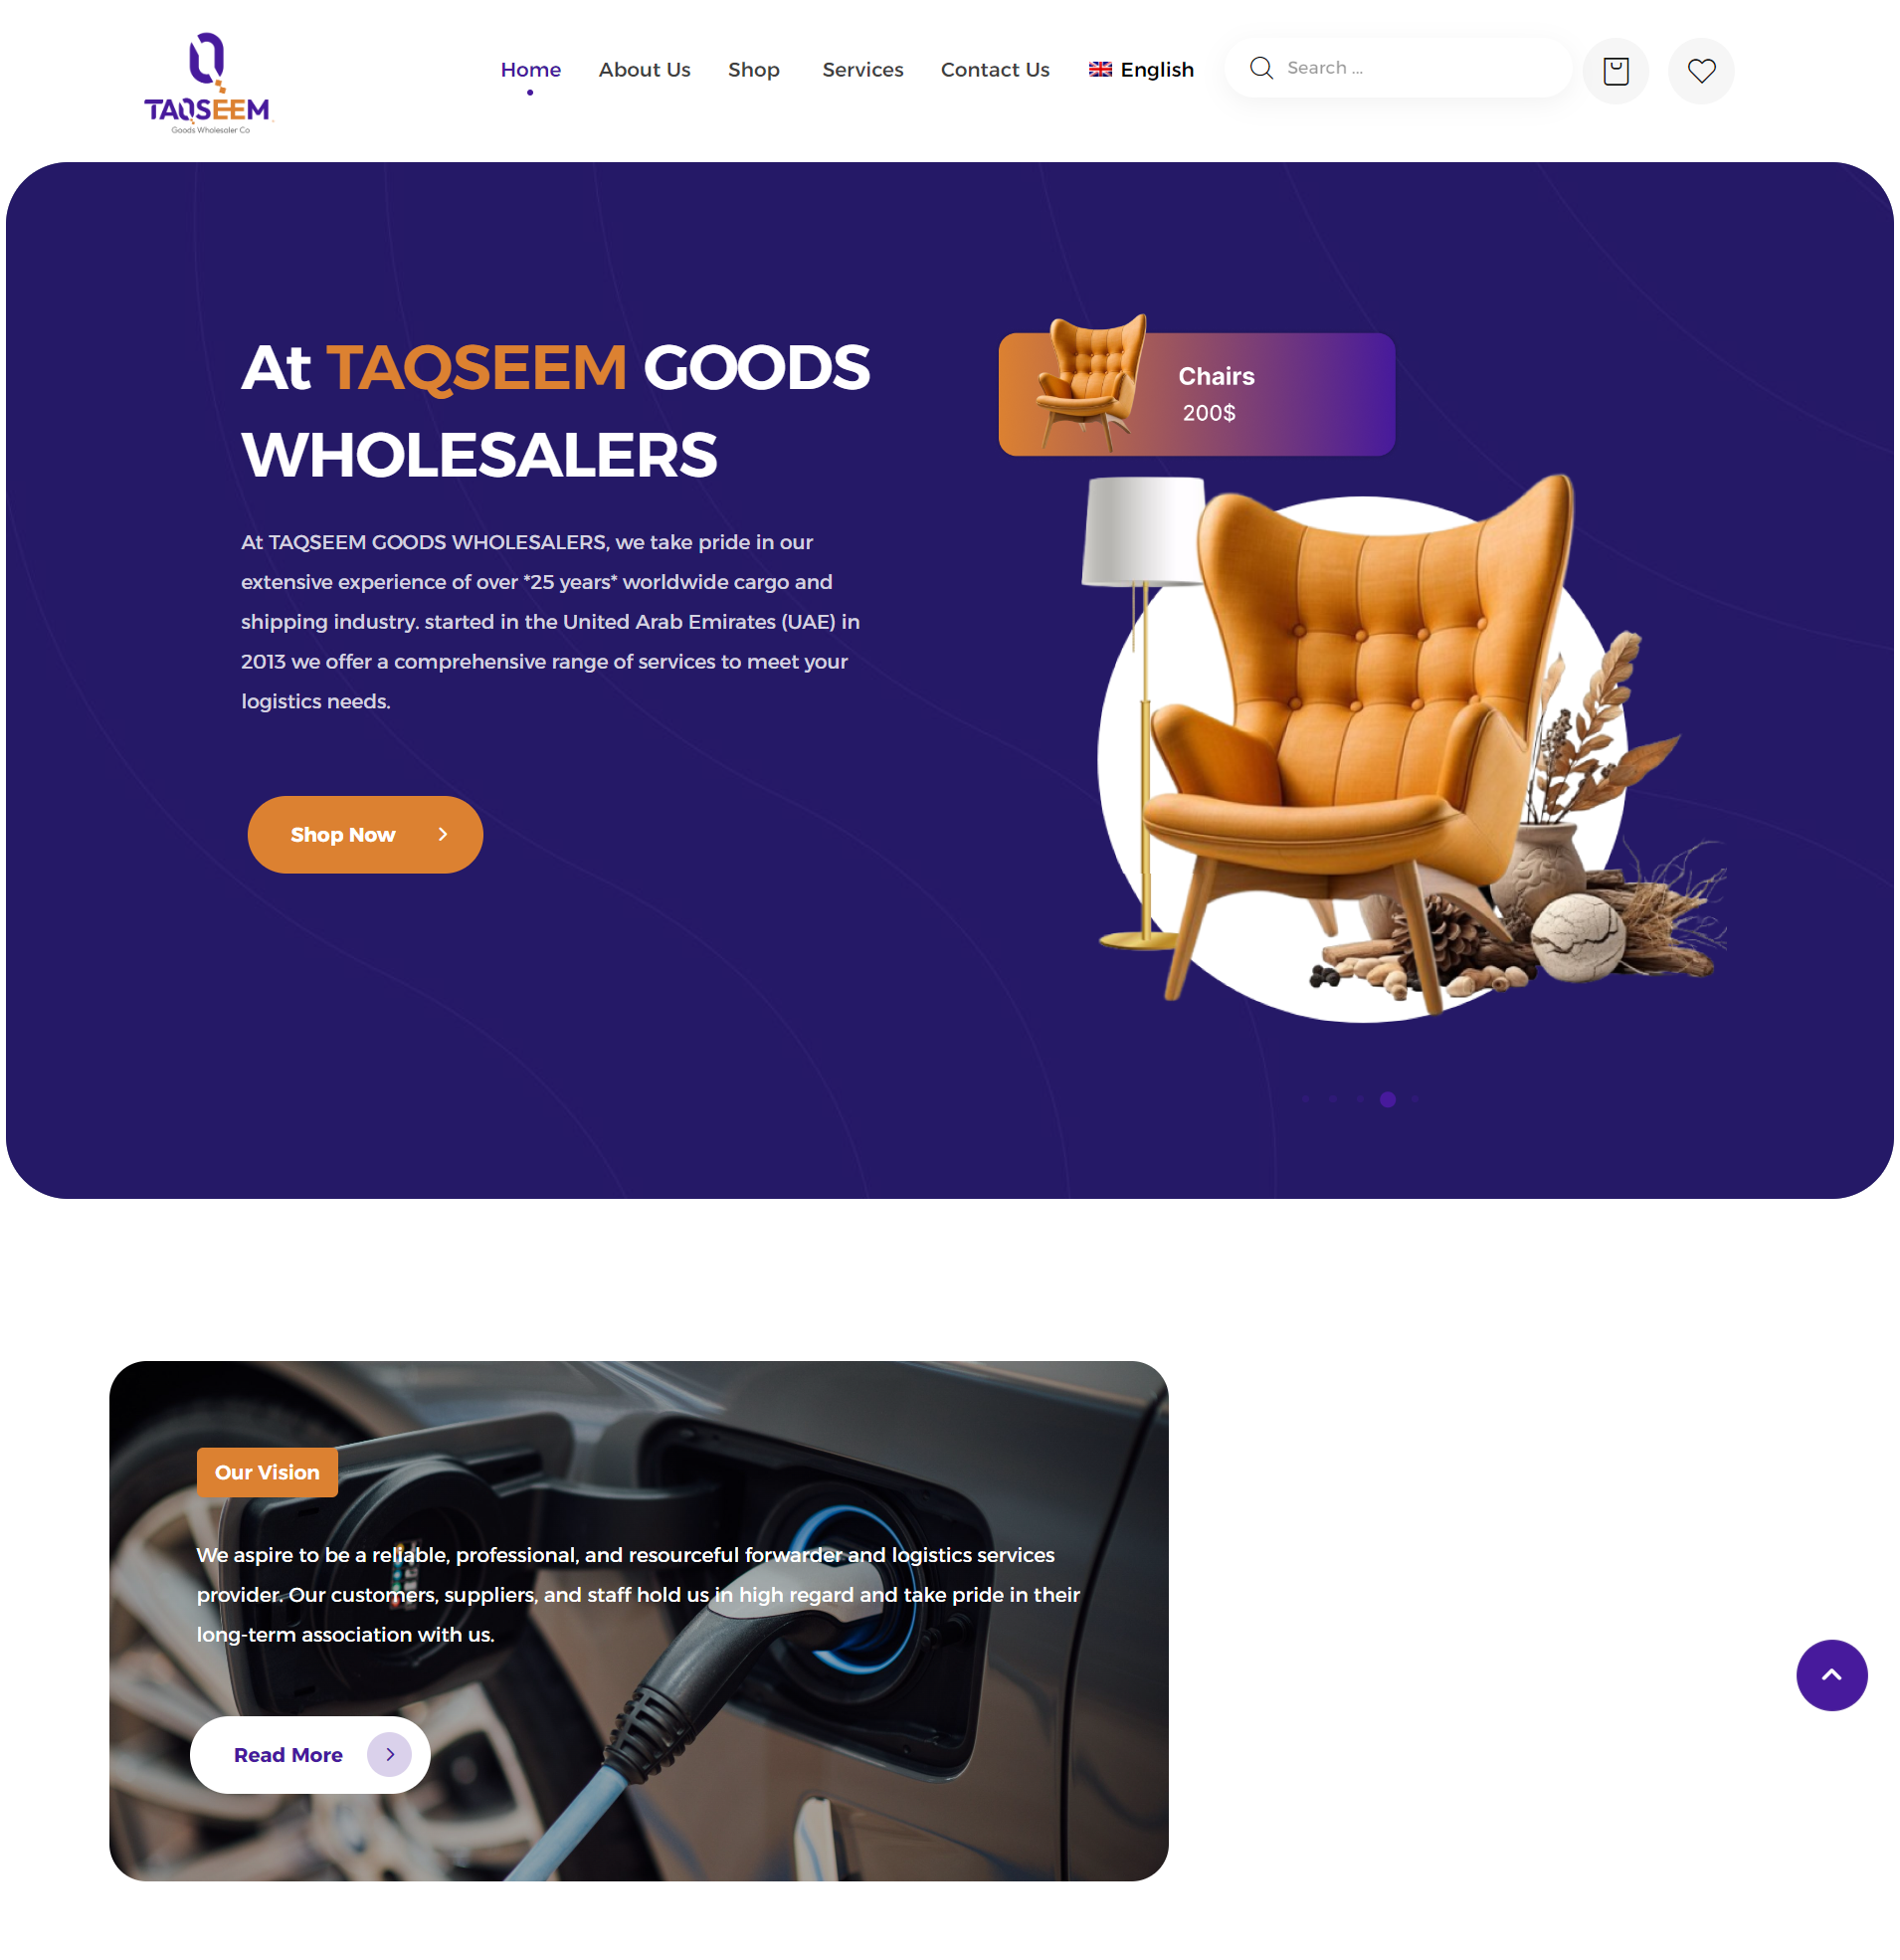 TAQSEEM
Goods Wholesaler Co
Home
About Us
Shop
Services
Contact Us
English
Search ...
At TAQSEEM GOODS
WHOLESALERS
At TAQSEEM GOODS WHOLESALERS, we take pride in our
extensive experience of over *25 years* worldwide cargo and
shipping industry. started in the United Arab Emirates (UAE) in
2013 we offer a comprehensive range of services to meet your
logistics needs.
Shop Now
Chairs
200$
Our Vision
We aspire to be a reliable, professional, and resourceful forwarder and logistics services
provider. Our customers, suppliers, and staff hold us in high regard and take pride in their
long-term association with us.
Read More